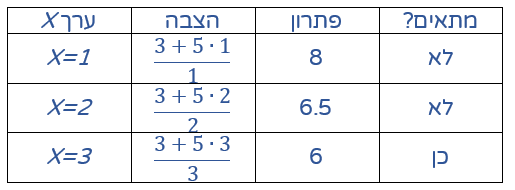 ערך X	הצבה	פתרון	מתאים?
X=1	(3 + 5 · 1)/1	8	לא
X=2	(3 + 5 · 2)/2	6.5	לא
X=3	(3 + 5 · 3)/3	6	כן